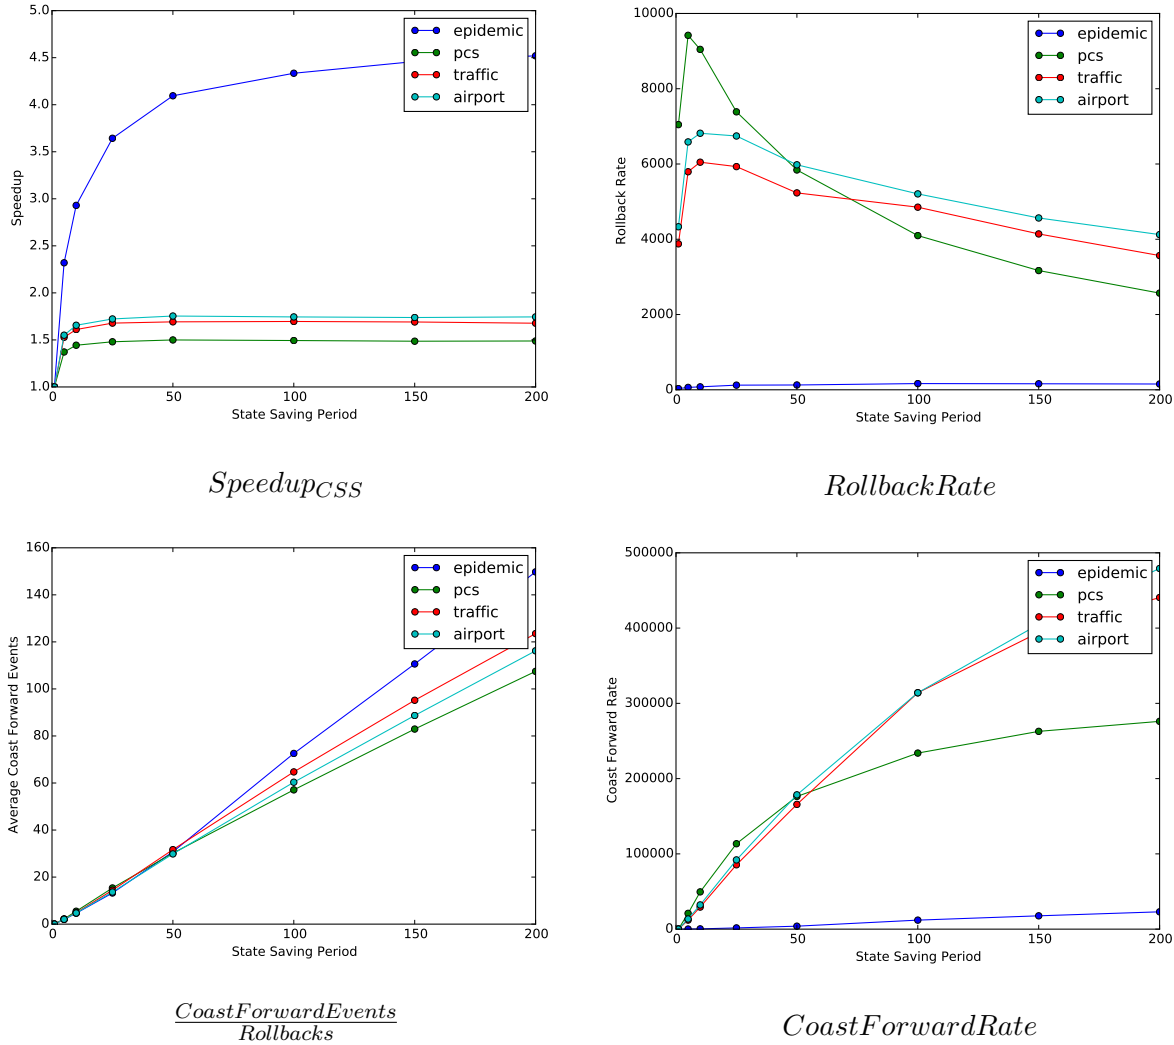 5.0
4.5
4.0
3.5
3.0
2.5
2.0
1.5
1.0
Speedup
0 50 100 150 200
State Saving Period
epidemic
pcs
traffic
airport
Speedup_CSS
10000
8000
6000
4000
2000
0
Rollback Rate
0 50 100 150 200
State Saving Period
epidemic
pcs
traffic
airport
RollbackRate
160
140
120
100
80
60
40
20
0
Average Coast Forward Events
0 50 100 150 200
State Saving Period
epidemic
pcs
traffic
airport
CoastForwardEvents
Rollbacks
500000
400000
300000
200000
100000
0
Coast Forward Rate
0 50 100 150 200
State Saving Period
epidemic
pcs
traffic
airport
CoastForwardRate